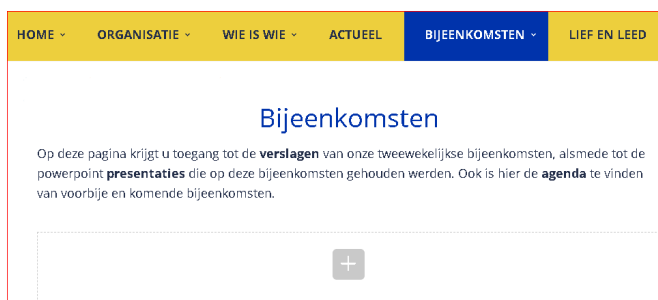 HOME ORGANISATIE WIE IS WIE ACTUEEL BIJEENKOMSTEN LIEF EN LEED
Bijeenkomsten
Op deze pagina krijgt u toegang tot de verslagen van onze tweewekelijkse bijeenkomsten, alsmede tot de
powerpoint presentaties die op deze bijeenkomsten gehouden werden. Ook is hier de agenda te vinden
van voorbije en komende bijeenkomsten.